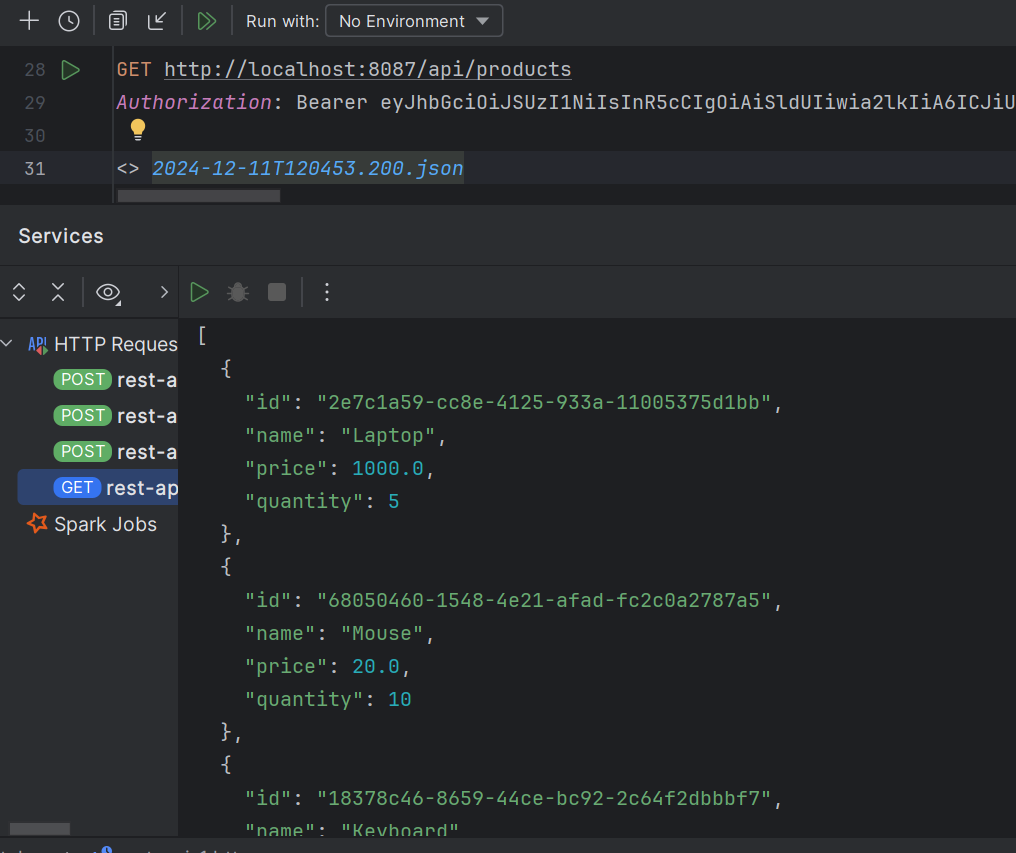 Run with: No Environment
28 GET http://localhost:8087/api/products
29 Authorization: Bearer eyJhbGciOiJSUzI1NiIsInR5cCIgOiAiSldUIiwia2lkIiA6ICJiU
30
31 <> 2024-12-11T120453.200.json
Services
API HTTP Reques
POST rest-a
POST rest-a
POST rest-a
GET rest-ap
Spark Jobs
[
{
"id": "2e7c1a59-cc8e-4125-933a-11005375d1bb",
"name": "Laptop",
"price": 1000.0,
"quantity": 5
},
{
"id": "68050460-1548-4e21-afad-fc2c0a2787a5",
"name": "Mouse",
"price": 20.0,
"quantity": 10
},
{
"id": "18378c46-8659-44ce-bc92-2c64f2dbbbf7",
"name": "Keyboard"